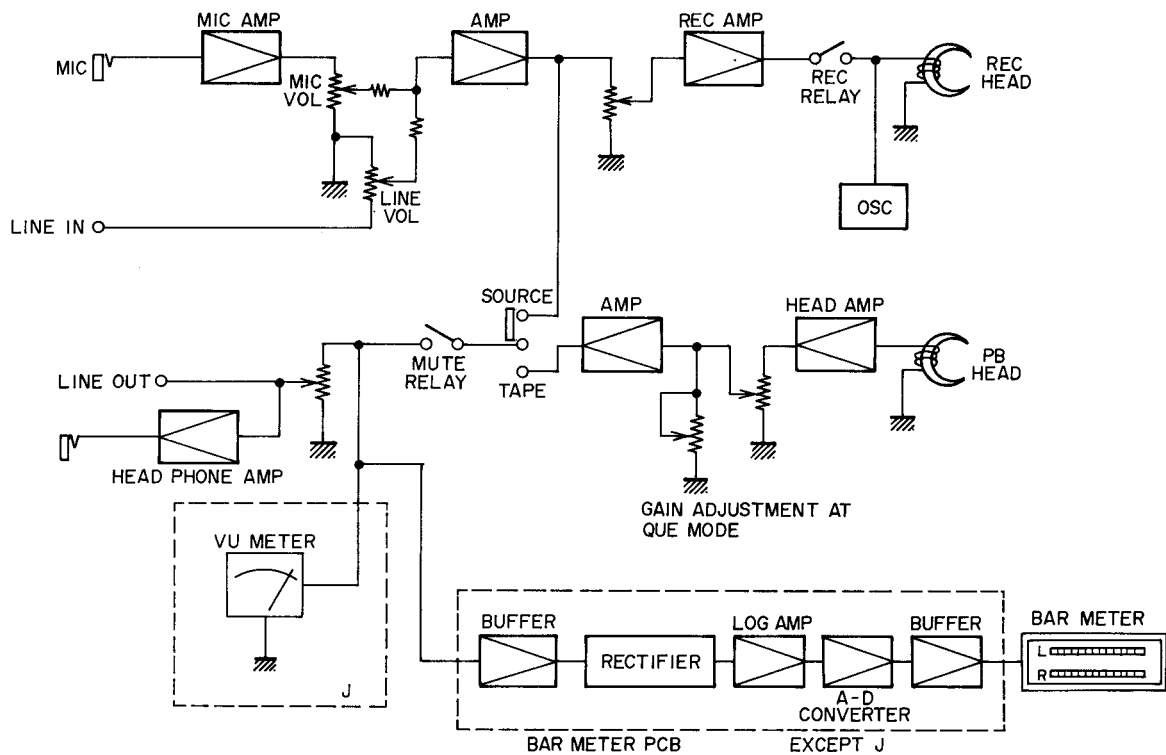 MIC AMP
AMP
REC AMP
MIC
MIC
VOL
REC
RELAY
REC
HEAD
LINE
VOL
OSC
LINE IN
SOURCE
AMP
HEAD AMP
MUTE
RELAY
TAPE
PB
HEAD
LINE OUT
HEAD PHONE AMP
GAIN ADJUSTMENT AT
QUE MODE
VU METER
J
BUFFER
RECTIFIER
LOG AMP
A-D
CONVERTER
BUFFER
BAR METER
L
R
BAR METER PCB
EXCEPT J